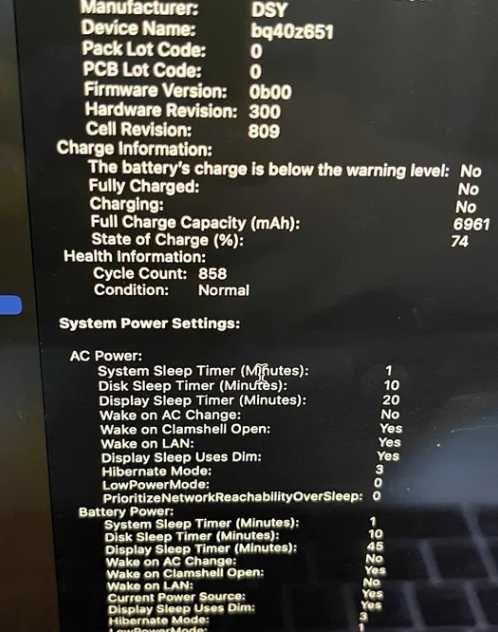 Manufacturer: DSY
Device Name: bq40z651
Pack Lot Code: 0
PCB Lot Code: 0
Firmware Version: 0b00
Hardware Revision: 300
Cell Revision: 809
Charge Information:
The battery's charge is below the warning level: No
Fully Charged: No
Charging: No
Full Charge Capacity (mAh): 6961
State of Charge (%): 74
Health Information:
Cycle Count: 858
Condition: Normal
System Power Settings:
AC Power:
System Sleep Timer (Minutes): 1
Disk Sleep Timer (Minutes): 10
Display Sleep Timer (Minutes): 20
Wake on AC Change: No
Wake on Clamshell Open: Yes
Wake on LAN: Yes
Display Sleep Uses Dim: Yes
Hibernate Mode: 3
LowPowerMode: 0
PrioritizeNetworkReachabilityOverSleep: 0
Battery Power:
System Sleep Timer (Minutes): 1
Disk Sleep Timer (Minutes): 10
Display Sleep Timer (Minutes): 45
Wake on AC Change: No
Wake on Clamshell Open: Yes
Wake on LAN: No
Current Power Source: Yes
Display Sleep Uses Dim: Yes
Hibernate Mode: 3
LowPowerMode: 1